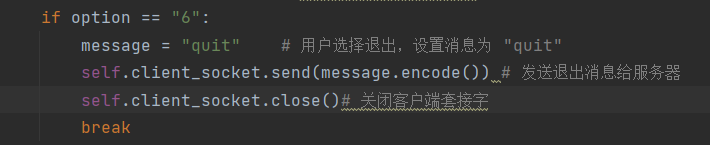 if option == "6":
    message = "quit"    # 用户选择退出，设置消息为 "quit"
    self.client_socket.send(message.encode()) # 发送退出消息给服务器
    self.client_socket.close()# 关闭客户端套接字
    break